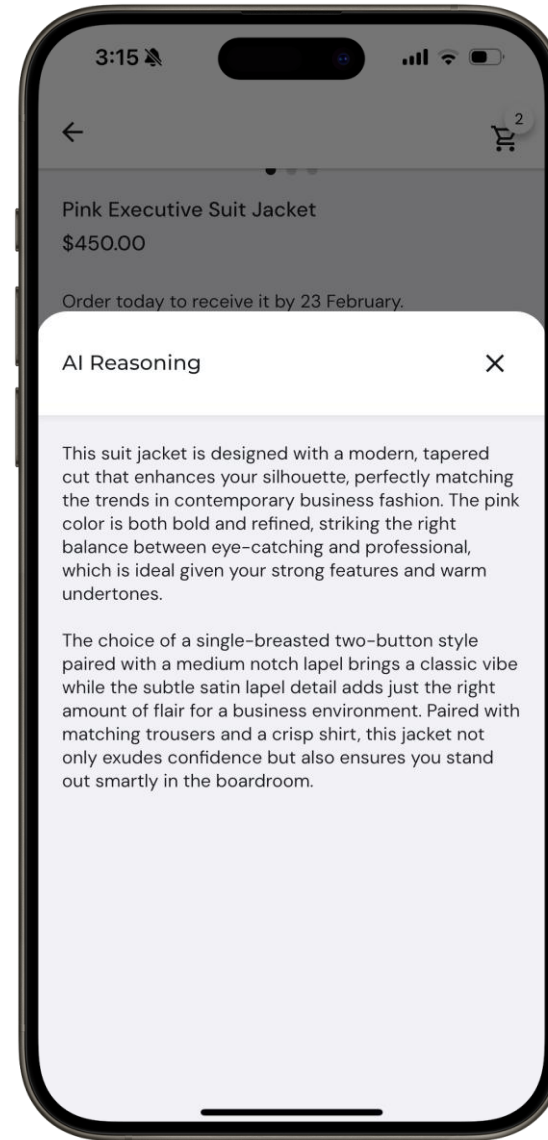 3:15
2
Pink Executive Suit Jacket
$450.00
Order today to receive it by 23 February.
AI Reasoning
This suit jacket is designed with a modern, tapered
cut that enhances your silhouette, perfectly matching
the trends in contemporary business fashion. The pink
color is both bold and refined, striking the right
balance between eye-catching and professional,
which is ideal given your strong features and warm
undertones.
The choice of a single-breasted two-button style
paired with a medium notch lapel brings a classic vibe
while the subtle satin lapel detail adds just the right
amount of flair for a business environment. Paired with
matching trousers and a crisp shirt, this jacket not
only exudes confidence but also ensures you stand
out smartly in the boardroom.